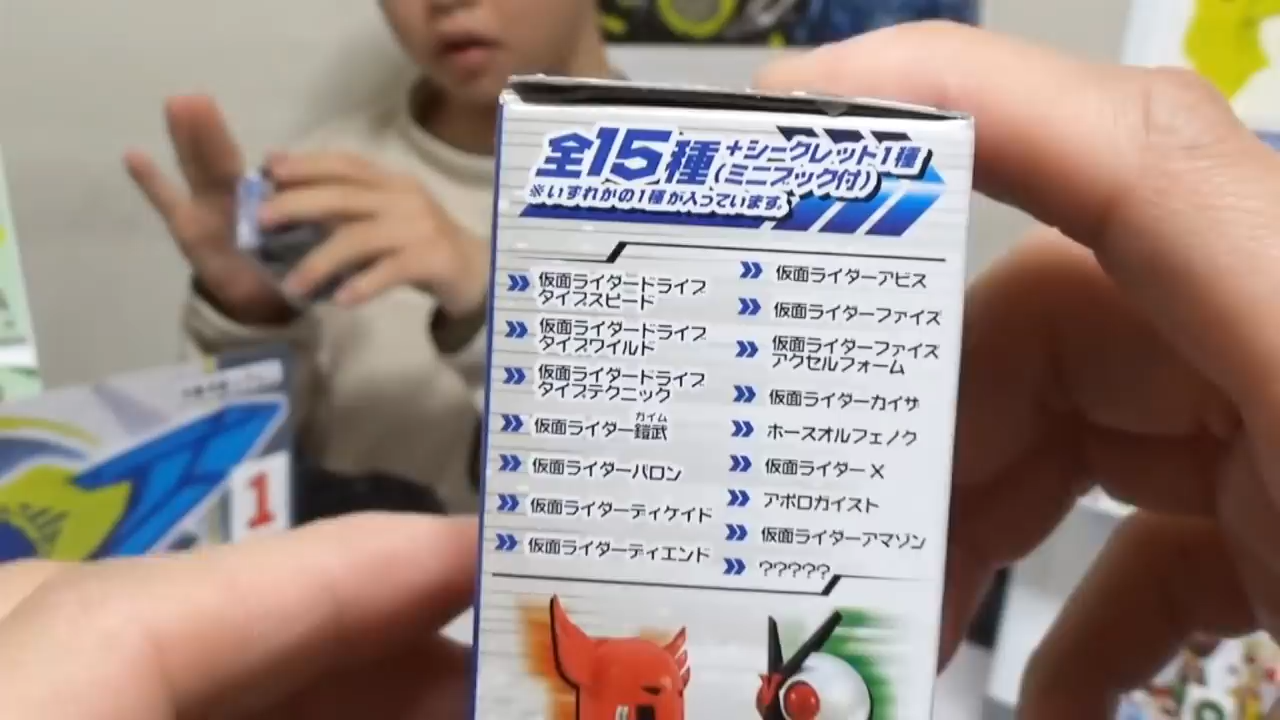 全15種+シークレット1種
(ミニブック付)
※いずれかの1種が入っています。
仮面ライダードライブ
タイプスピード
仮面ライダードライブ
タイプワイルド
仮面ライダードライブ
タイプテクニック
ガイム
仮面ライダー鎧武
仮面ライダーバロン
仮面ライダーディケイド
仮面ライダーディエンド
仮面ライダーアビス
仮面ライダーファイズ
仮面ライダーファイズ
アクセルフォーム
仮面ライダーカイザ
ホースオルフェノク
仮面ライダーX
アポロガイスト
仮面ライダーアマゾン
?????
1